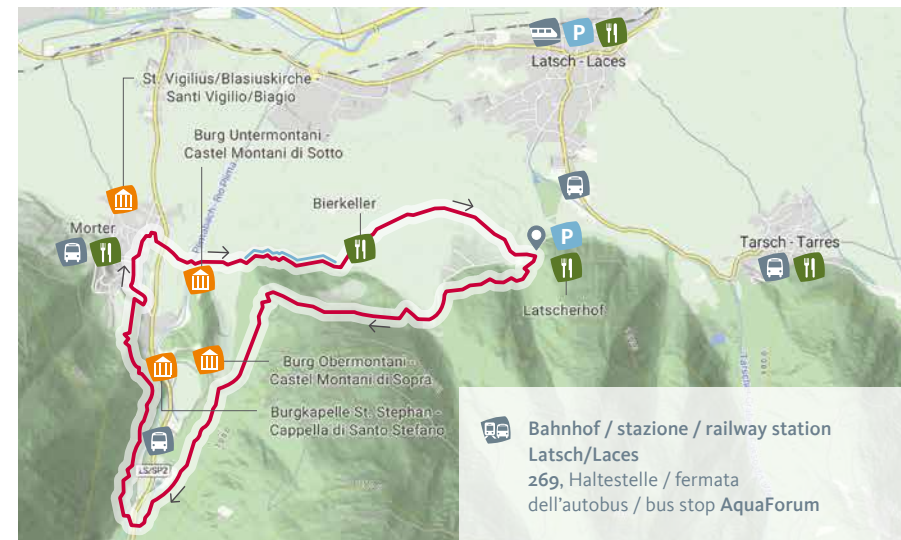 P
Latsch - Laces
St. Vigilius/Blasiuskirche -
Santi Vigilio/Biagio
Burg Untermontani -
Castel Montani di Sotto
Bierkeller
Morter
P
Tarsch - Tarres
Latscherhof
Burg Obermontani -
Castel Montani di Sopra
Burgkapelle St. Stephan -
Cappella di Santo Stefano
LS/SP2
Bahnhof / stazione / railway station
Latsch/Laces
269, Haltestelle / fermata
dell'autobus / bus stop AquaForum